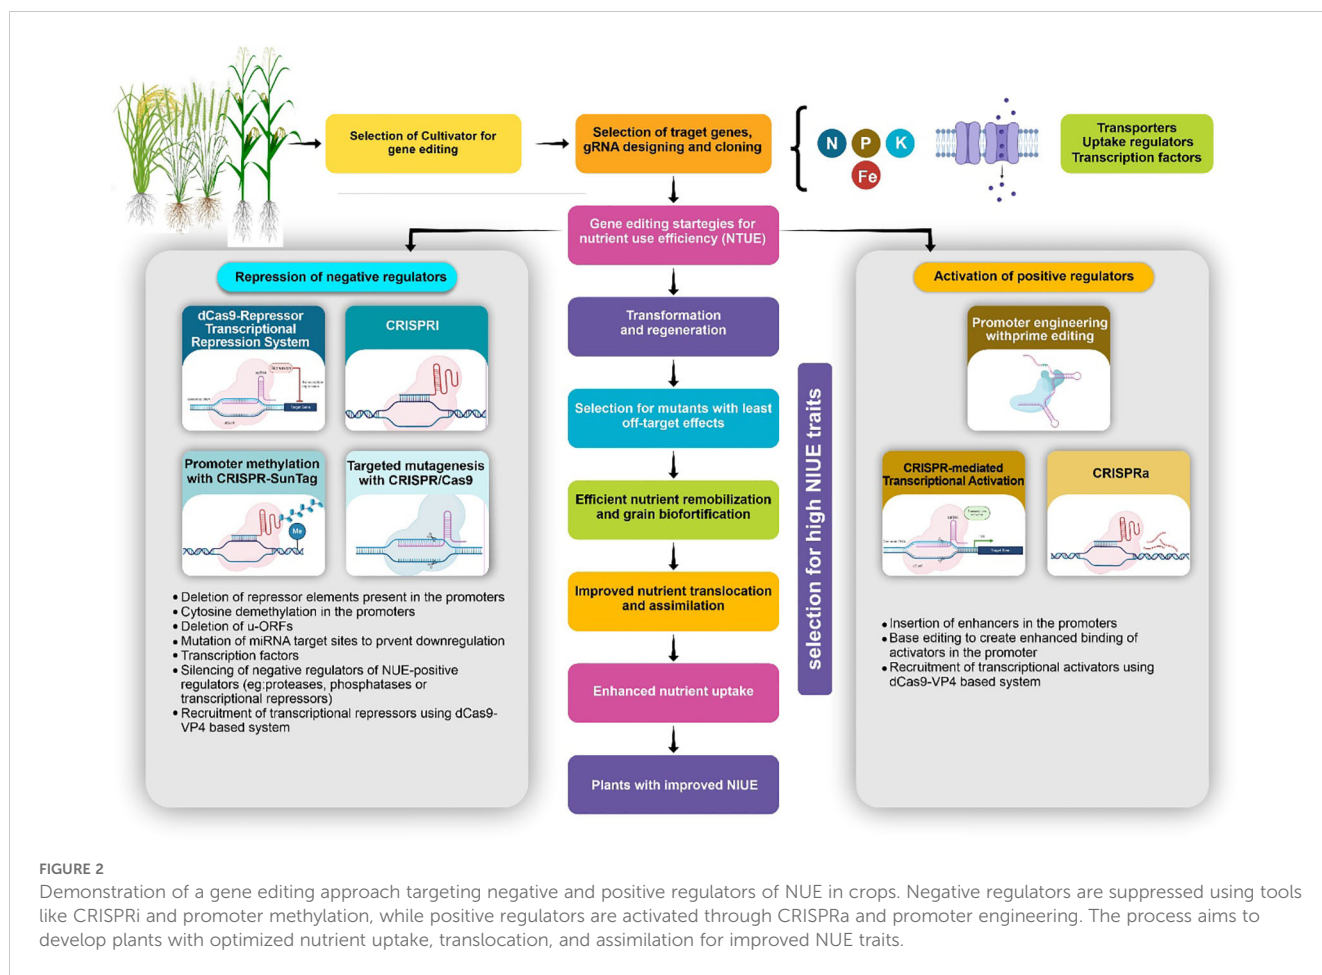 Selection of Cultivator for
gene editing
Selection of traget genes,
gRNA designing and cloning
N
P
K
Fe
Transporters
Uptake regulators
Transcription factors
Gene editing startegies for
nutrient use efficiency (NTUE)
Repression of negative regulators
dCas9-Repressor
Transcriptional
Repression System
CRISPRI
Target Gene
Promoter methylation
with CRISPR-SunTag
Me
Targeted mutagenesis
with CRISPR/Cas9
• Deletion of repressor elements present in the promoters
• Cytosine demethylation in the promoters
• Deletion of u-ORFs
• Mutation of miRNA target sites to prvent downregulation
• Transcription factors
• Silencing of negative regulators of NUE-positive
regulators (eg:proteases, phosphatases or
transcriptional repressors)
• Recruitment of transcriptional repressors using dCas9-
VP4 based system
Transformation
and regeneration
Selection for mutants with least
off-target effects
Efficient nutrient remobilization
and grain biofortification
Improved nutrient translocation
and assimilation
Enhanced nutrient uptake
Plants with improved NIUE
selection for high NIUE traits
Activation of positive regulators
Promoter engineering
withprime editing
CRISPR-mediated
Transcriptional Activation
Target Gene
CRISPRa
• Insertion of enhancers in the promoters
• Base editing to create enhanced binding of
activators in the promoter
• Recruitment of transcriptional activators using
dCas9-VP4 based system
FIGURE 2
Demonstration of a gene editing approach targeting negative and positive regulators of NUE in crops. Negative regulators are suppressed using tools
like CRISPRi and promoter methylation, while positive regulators are activated through CRISPRa and promoter engineering. The process aims to
develop plants with optimized nutrient uptake, translocation, and assimilation for improved NUE traits.